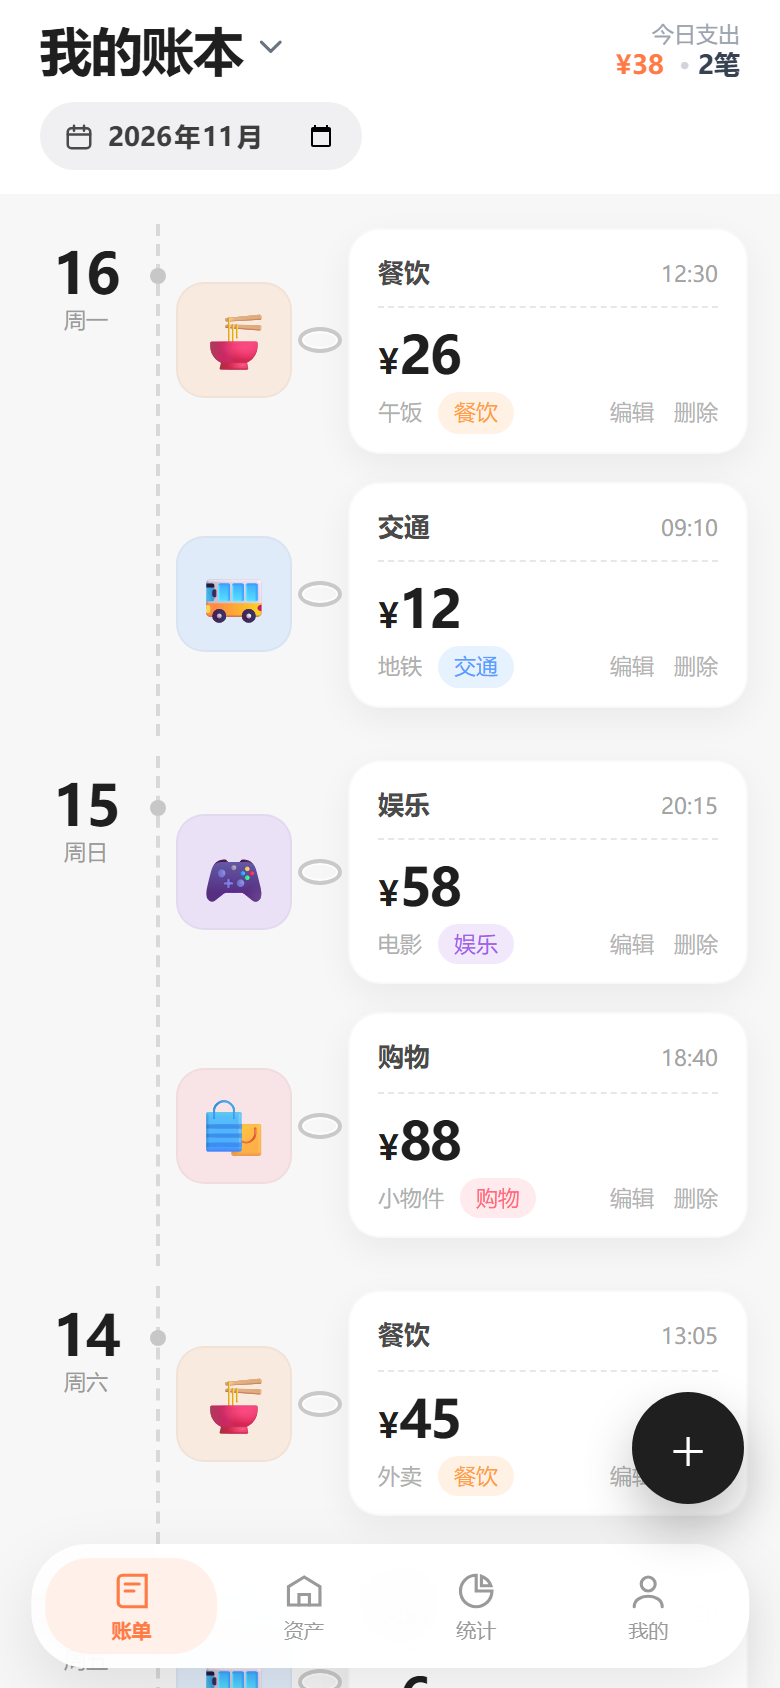 我的账本
今日支出
¥38 • 2笔
2026年11月
16
周一
餐饮 12:30
¥26
午饭 餐饮 编辑 删除
交通 09:10
¥12
地铁 交通 编辑 删除
15
周日
娱乐 20:15
¥58
电影 娱乐 编辑 删除
购物 18:40
¥88
小物件 购物 编辑 删除
14
周六
餐饮 13:05
¥45
外卖 餐饮 编
+
账单 资产 统计 我的